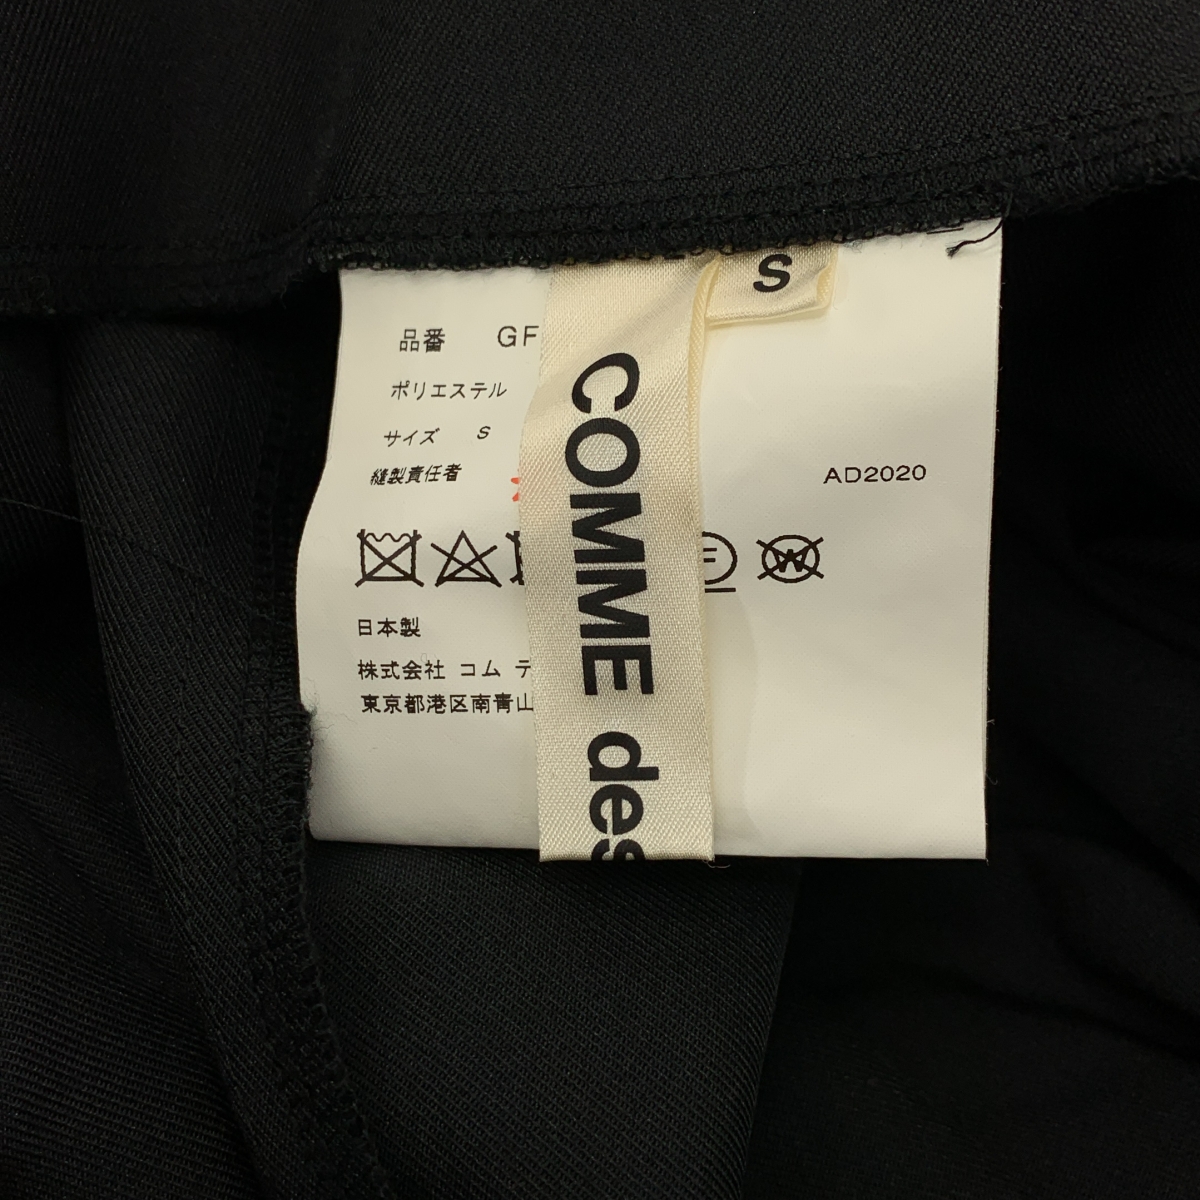 S
品番 GF
ポリエステル
サイズ S
縫製責任者
AD2020
F
W
日本製
株式会社 コム デ
東京都港区南青山
COMME des